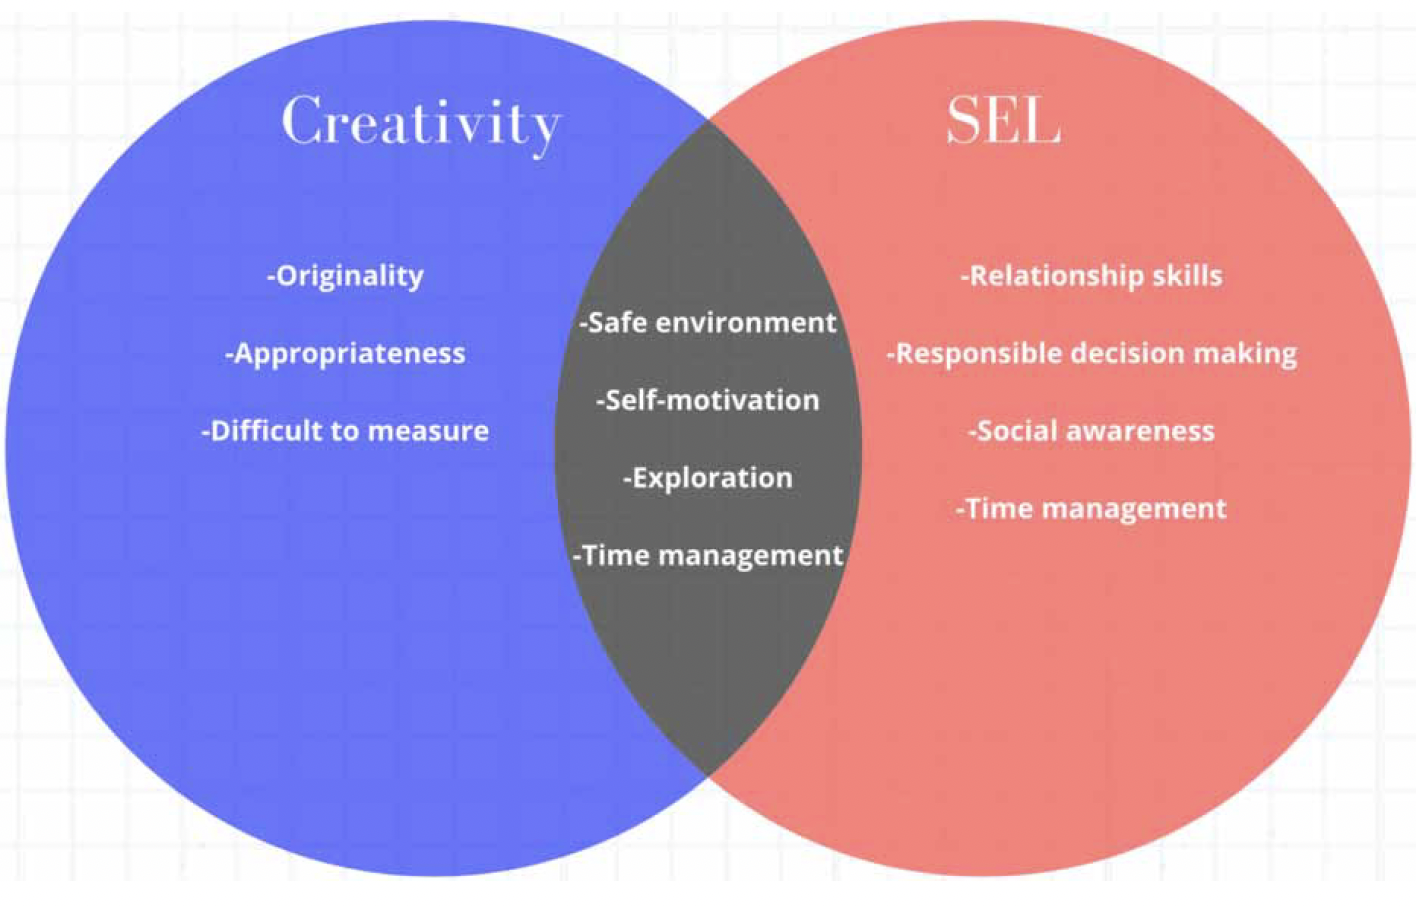 Creativity
-Originality
-Appropriateness
-Difficult to measure
-Safe environment
-Self-motivation
-Exploration
-Time management
SEL
-Relationship skills
-Responsible decision making
-Social awareness
-Time management